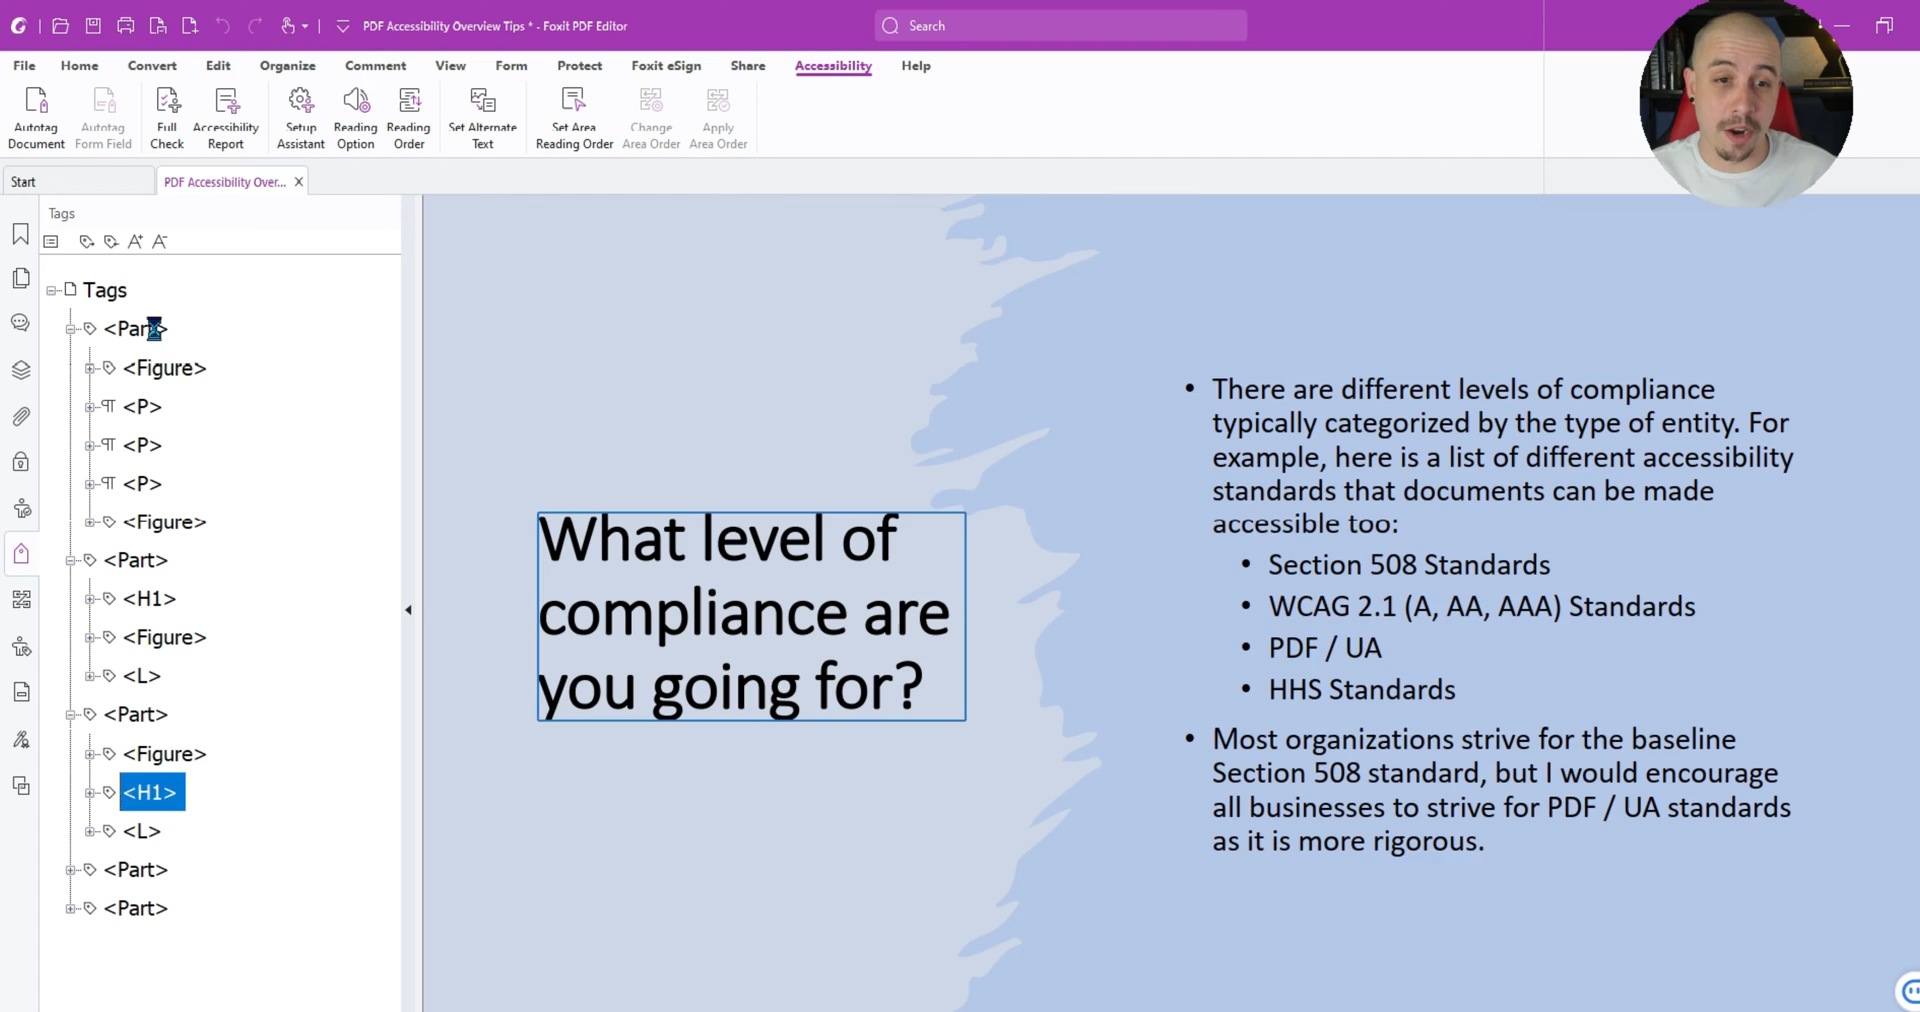 PDF Accessibility Overview Tips * - Foxit PDF Editor
Search
File Home Convert Edit Organize Comment View Form Protect Foxit eSign Share Accessibility Help
Autotag Document
Autotag Form Field
Full Check
Accessibility Report
Setup Assistant
Reading Option
Reading Order
Set Alternate Text
Set Area Reading Order
Change Area Order
Apply Area Order
Start
PDF Accessibility Over...
Tags
Tags
<Part>
<Figure>
<P>
<P>
<P>
<Figure>
<Part>
<H1>
<Figure>
<L>
<Part>
<Figure>
<H1>
<L>
<Part>
<Part>
What level of
compliance are
you going for?
• There are different levels of compliance
typically categorized by the type of entity. For
example, here is a list of different accessibility
standards that documents can be made
accessible too:
• Section 508 Standards
• WCAG 2.1 (A, AA, AAA) Standards
• PDF / UA
• HHS Standards
• Most organizations strive for the baseline
Section 508 standard, but I would encourage
all businesses to strive for PDF / UA standards
as it is more rigorous.